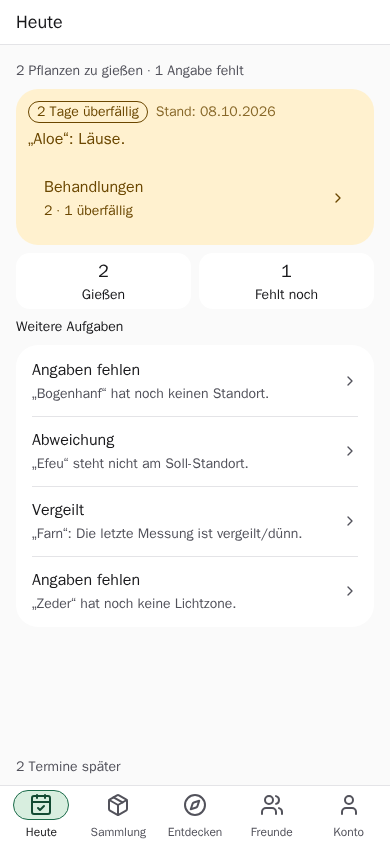 Heute
2 Pflanzen zu gießen · 1 Angabe fehlt
2 Tage überfällig Stand: 08.10.2026
„Aloe“: Läuse.
Behandlungen
2 · 1 überfällig
2 1
Gießen Fehlt noch
Weitere Aufgaben
Angaben fehlen
„Bogenhanf“ hat noch keinen Standort.
Abweichung
„Efeu“ steht nicht am Soll-Standort.
Vergeilt
„Farn“: Die letzte Messung ist vergeilt/dünn.
Angaben fehlen
„Zeder“ hat noch keine Lichtzone.
2 Termine später
Heute Sammlung Entdecken Freunde Konto